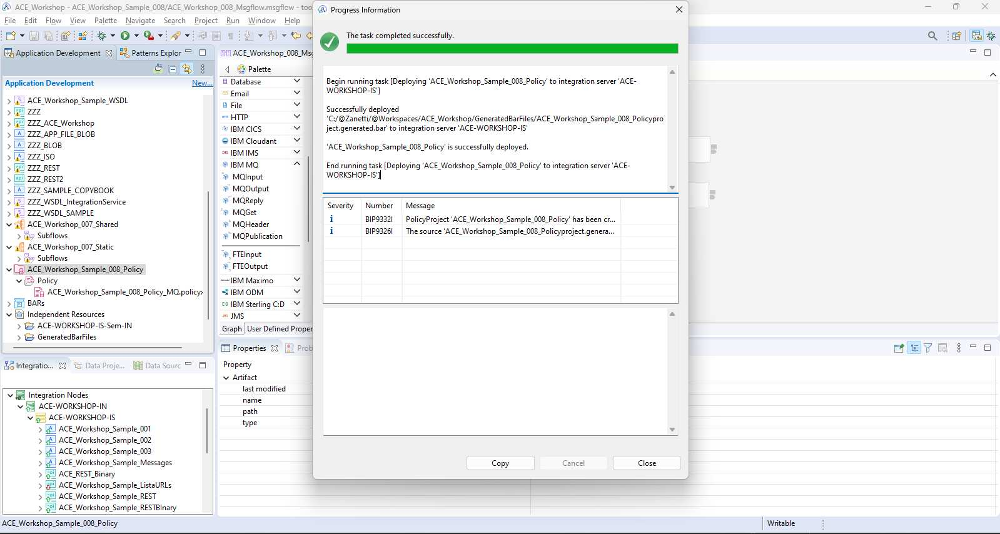 ACE_Workshop - ACE_Workshop_Sample_008/ACE_Workshop_008_Msgflow.msgflow - too
File Edit Flow View Palette Navigate Search Project Run Window Help
Application Development
Patterns Explor
Application Development
New...
ACE_Workshop_Sample_WSDL
ZZZ
ZZZ_ACE_Workshop
ZZZ_APP_FILE_BLOB
ZZZ_BLOB
ZZZ_ISO
ZZZ_REST
ZZZ_REST2
ZZZ_SAMPLE_COPYBOOK
ZZZ_WSDL_IntegrationService
ZZZ_WSDL_SAMPLE
ACE_Workshop_007_Shared
Subflows
ACE_Workshop_007_Static
Subflows
ACE_Workshop_Sample_008_Policy
Policy
ACE_Workshop_Sample_008_Policy_MQ.policyx
BARs
Independent Resources
ACE-WORKSHOP-IS-Sem-IN
GeneratedBarFiles
Integratio...
Data Proje...
Data Sourc
Integration Nodes
ACE-WORKSHOP-IN
ACE-WORKSHOP-IS
ACE_Workshop_Sample_001
ACE_Workshop_Sample_002
ACE_Workshop_Sample_003
ACE_Workshop_Sample_Messages
ACE_REST_Binary
ACE_Workshop_Sample_ListaURLs
ACE_Workshop_Sample_REST
ACE_Workshop_Sample_RESTBInary
ACE_Workshop_Sample_008_Policy
ACE_Workshop_008_Msg
Palette
Database
Email
File
HTTP
IBM CICS
IBM Cloudant
IBM IMS
IBM MQ
MQInput
MQOutput
MQReply
MQGet
MQHeader
MQPublication
FTEInput
FTEOutput
IBM Maximo
IBM ODM
IBM Sterling C:D
JMS
Graph
User Defined Proper
Properties
Prob
Property
Artifact
last modified
name
path
type
Progress Information
The task completed successfully.
Begin running task [Deploying 'ACE_Workshop_Sample_008_Policy' to integration server 'ACE-
WORKSHOP-IS']
Successfully deployed
'C:/@Zanetti/@Workspaces/ACE_Workshop/GeneratedBarFiles/ACE_Workshop_Sample_008_Policypro
ject.generated.bar' to integration server 'ACE-WORKSHOP-IS'
'ACE_Workshop_Sample_008_Policy' is successfully deployed.
End running task [Deploying 'ACE_Workshop_Sample_008_Policy' to integration server 'ACE-
WORKSHOP-IS']
Severity Number Message
BIP9332I PolicyProject 'ACE_Workshop_Sample_008_Policy' has been cr...
BIP9326I The source 'ACE_Workshop_Sample_008_Policyproject.genera...
Copy
Cancel
Close
Writable